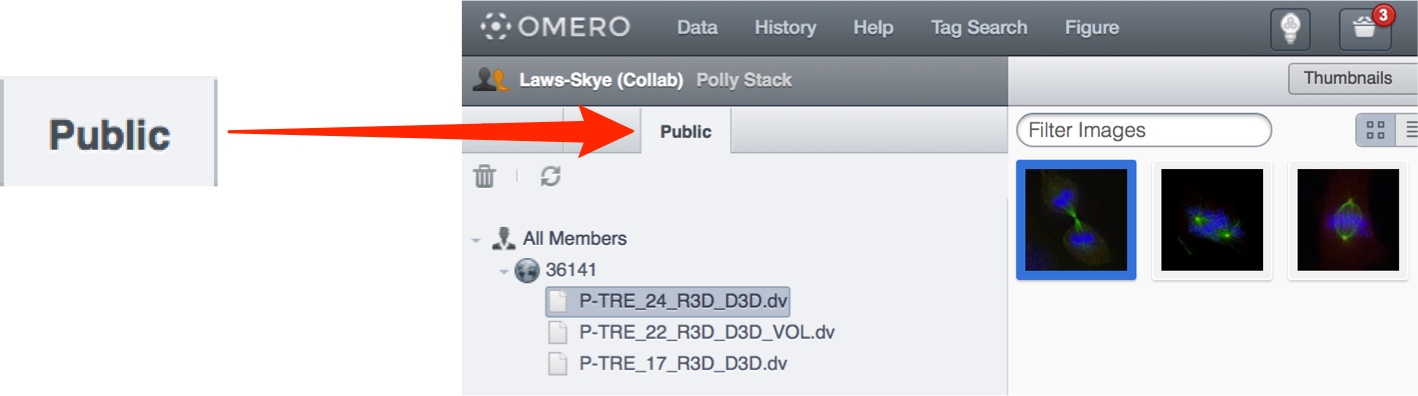 Public
OMERO Data History Help Tag Search Figure 3
Laws-Skye (Collab) Polly Stack
Thumbnails
Public
Filter Images
All Members
36141
P-TRE_24_R3D_D3D.dv
P-TRE_22_R3D_D3D_VOL.dv
P-TRE_17_R3D_D3D.dv